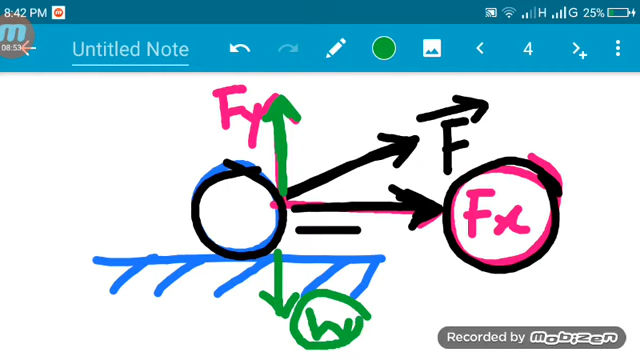 8:42 PM H G 25%
08:53
Untitled Note 4
Fy F
Fx
W
Recorded by mobizen